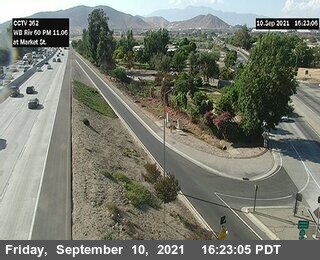 CCTV 362
WB Riv 60 PM 11.06
at Market St.
10.Sep 2021 16:23:06
Friday, September 10, 2021 16:23:05 PDT